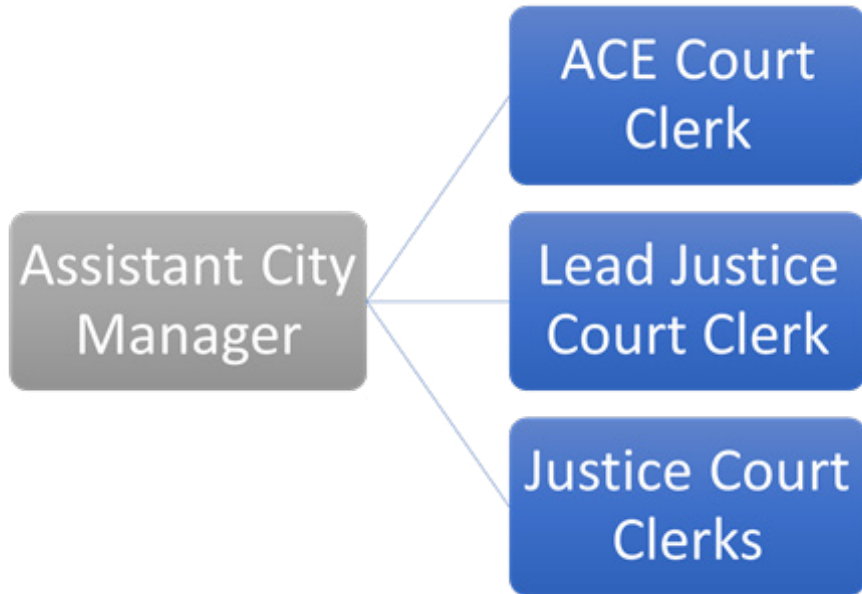 ACE Court
Clerk
Assistant City
Manager
Lead Justice
Court Clerk
Justice Court
Clerks